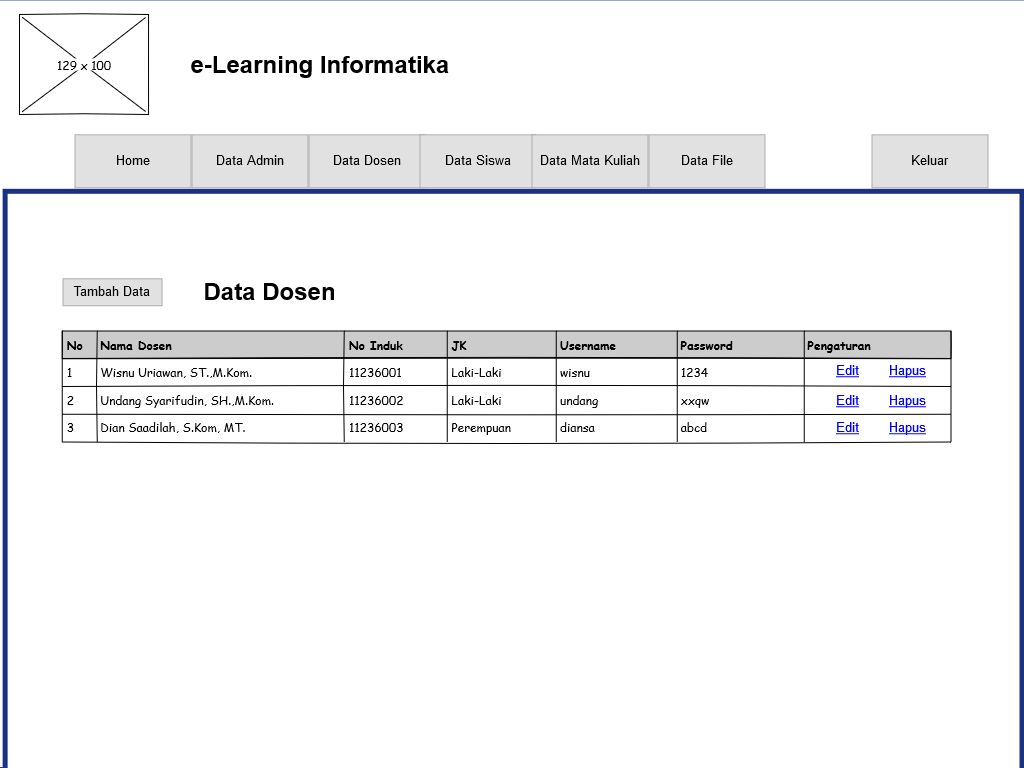 129 x 100
e-Learning Informatika
Home Data Admin Data Dosen Data Siswa Data Mata Kuliah Data File Keluar
Tambah Data Data Dosen
No Nama Dosen No Induk JK Username Password Pengaturan
1 Wisnu Uriawan, ST.,M.Kom. 11236001 Laki-Laki wisnu 1234 Edit Hapus
2 Undang Syarifudin, SH.,M.Kom. 11236002 Laki-Laki undang xxqw Edit Hapus
3 Dian Saadilah, S.Kom, MT. 11236003 Perempuan diansa abcd Edit Hapus